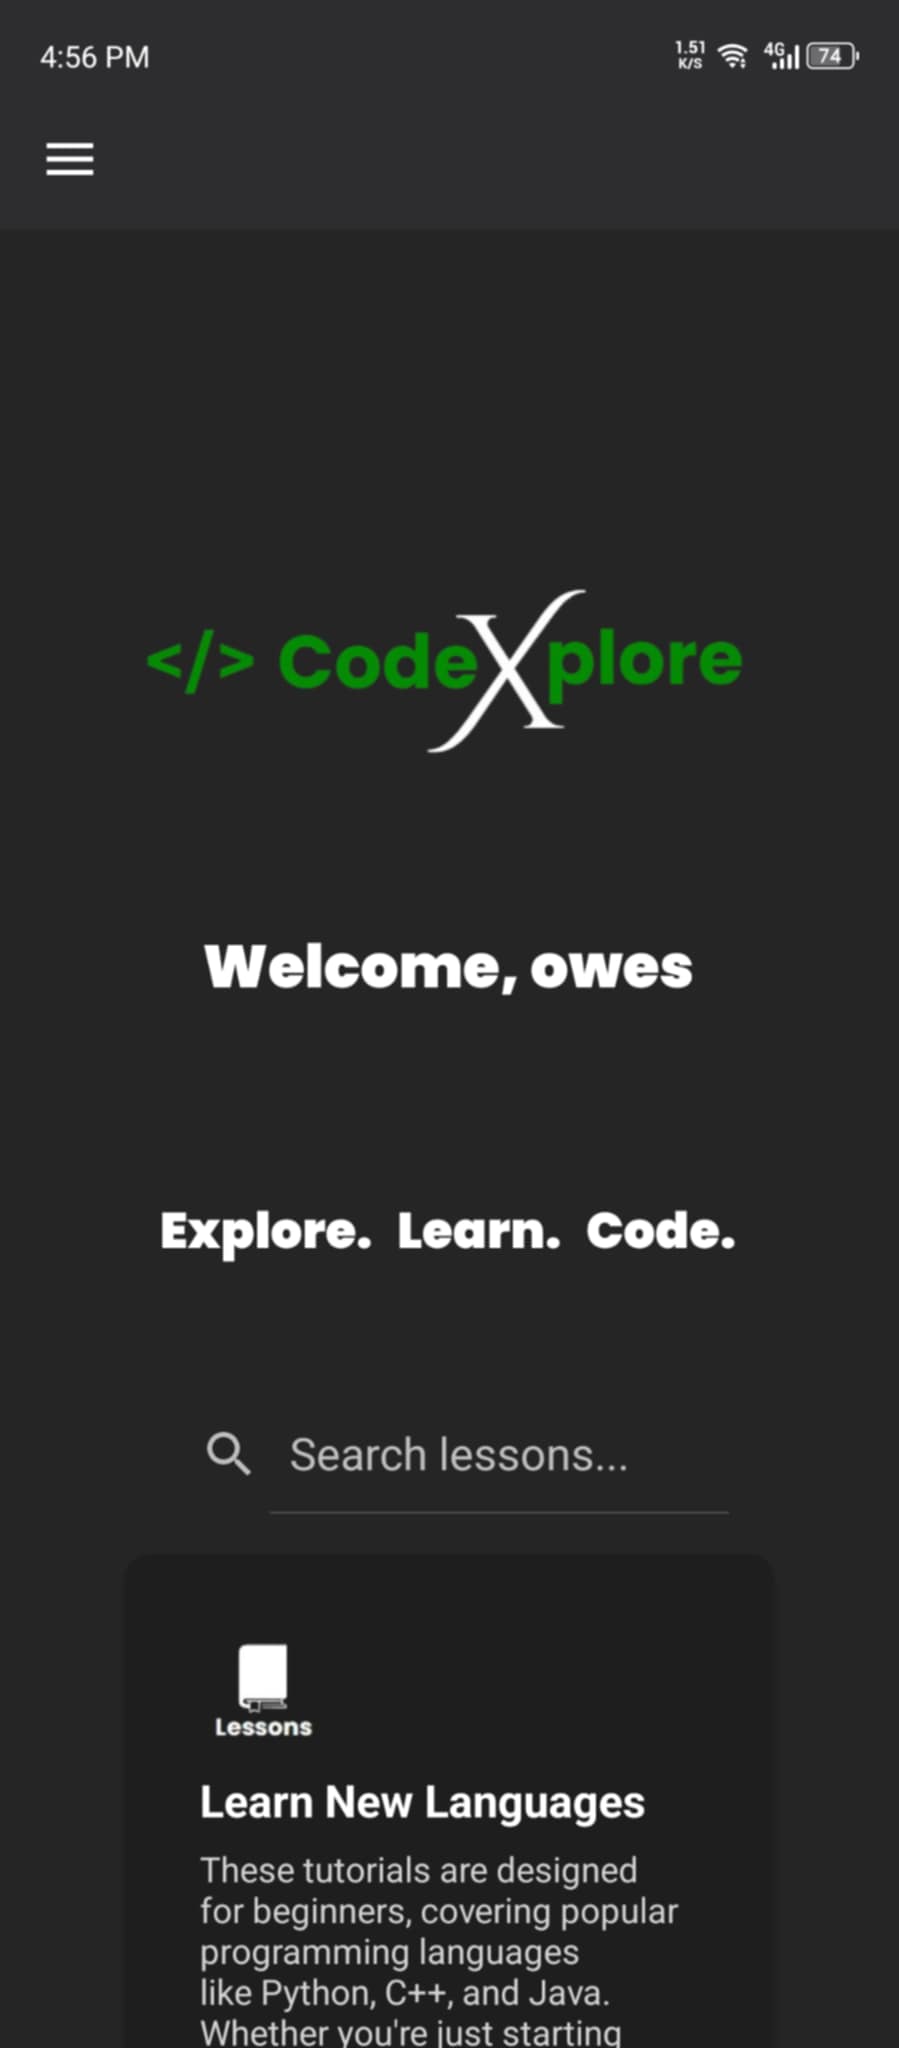 4:56 PM
1.51
K/S
4G
74
</> CodeXplore
Welcome, owes
Explore. Learn. Code.
Search lessons...
Lessons
Learn New Languages
These tutorials are designed
for beginners, covering popular
programming languages
like Python, C++, and Java.
Whether you're just starting